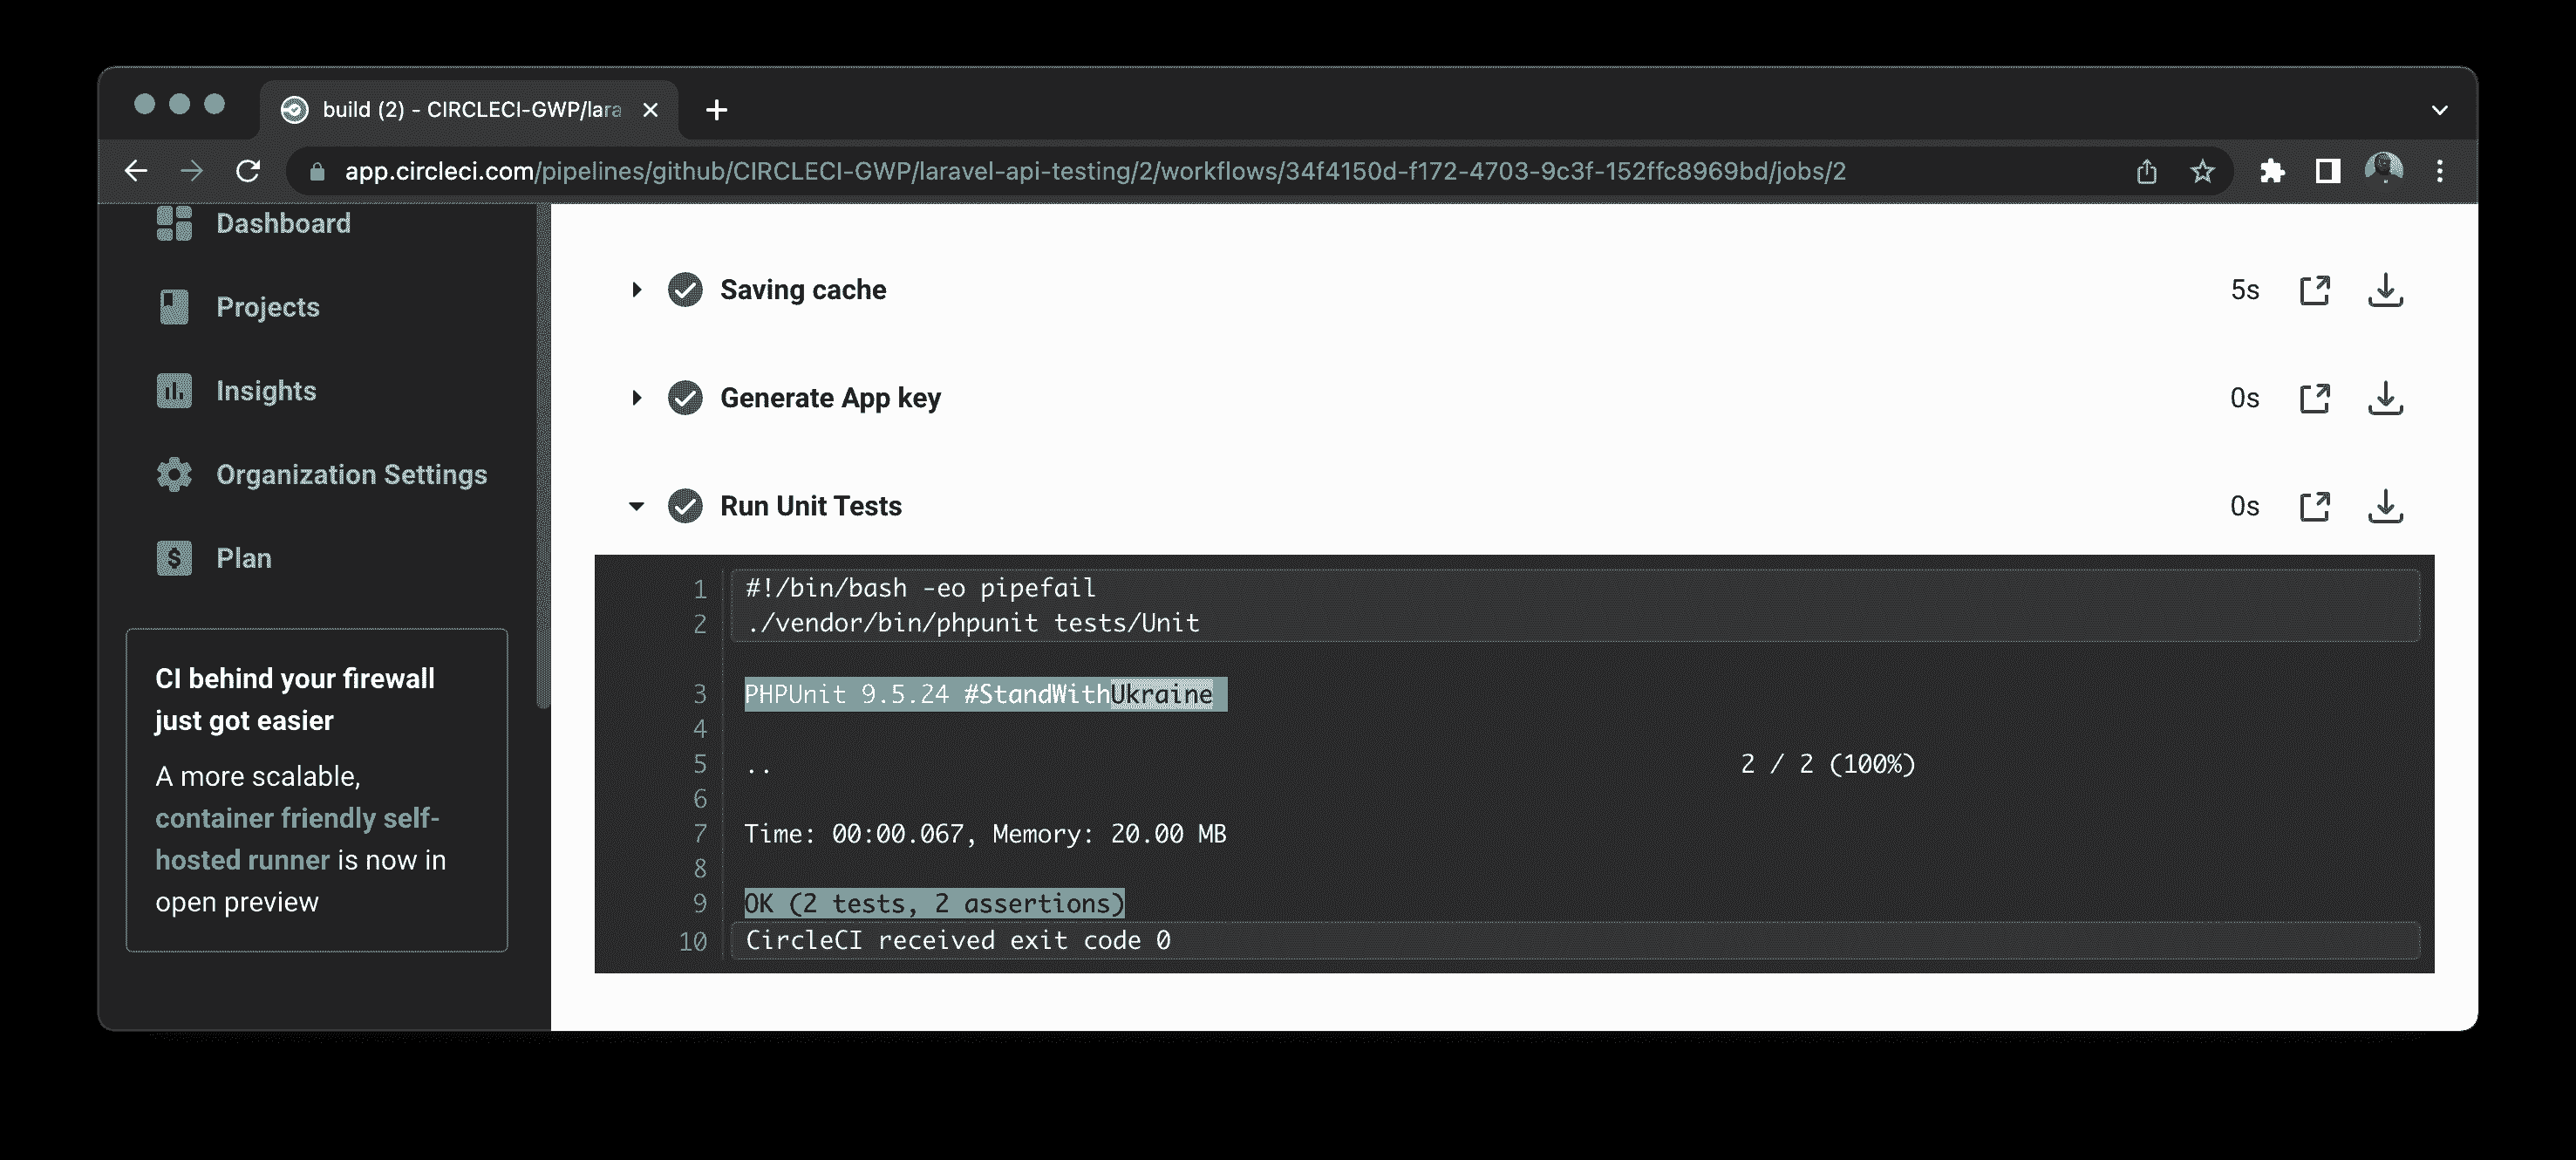 build (2) - CIRCLECI-GWP/lara
app.circleci.com/pipelines/github/CIRCLECI-GWP/laravel-api-testing/2/workflows/34f4150d-f172-4703-9c3f-152ffc8969bd/jobs/2
Dashboard
Projects
Insights
Organization Settings
Plan
CI behind your firewall
just got easier
A more scalable,
container friendly self-
hosted runner is now in
open preview
Saving cache 5s
Generate App key 0s
Run Unit Tests 0s
1 #!/bin/bash -eo pipefail
2 ./vendor/bin/phpunit tests/Unit
3 PHPUnit 9.5.24 #StandWithUkraine
4
5 .. 2 / 2 (100%)
6
7 Time: 00:00.067, Memory: 20.00 MB
8
9 OK (2 tests, 2 assertions)
10 CircleCI received exit code 0